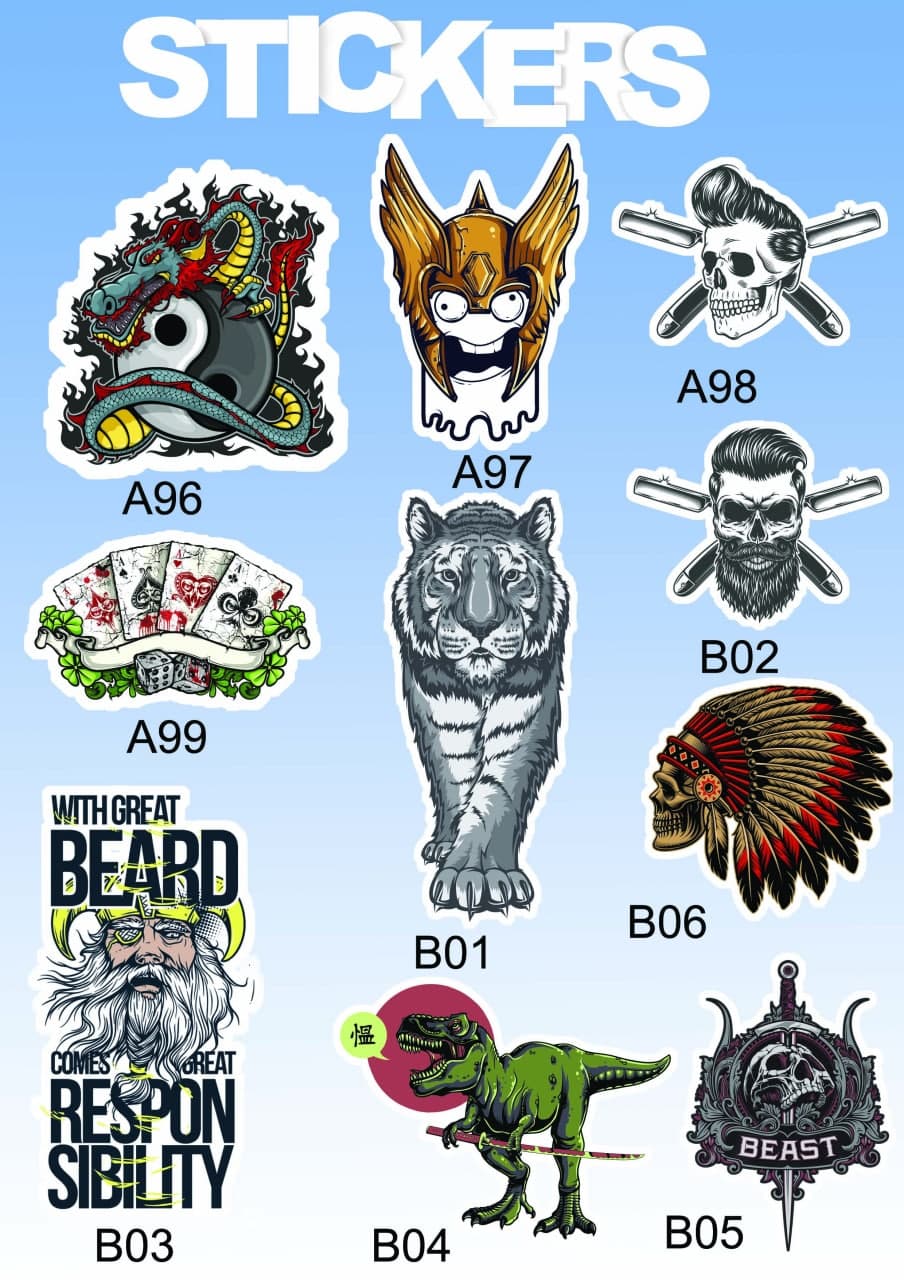 STICKERS
A96
A97
A98
A99
B01
B02
WITH GREAT
BEARD
COMES GREAT
RESPON
SIBILITY
B03
B04
BEAST
B05
B06